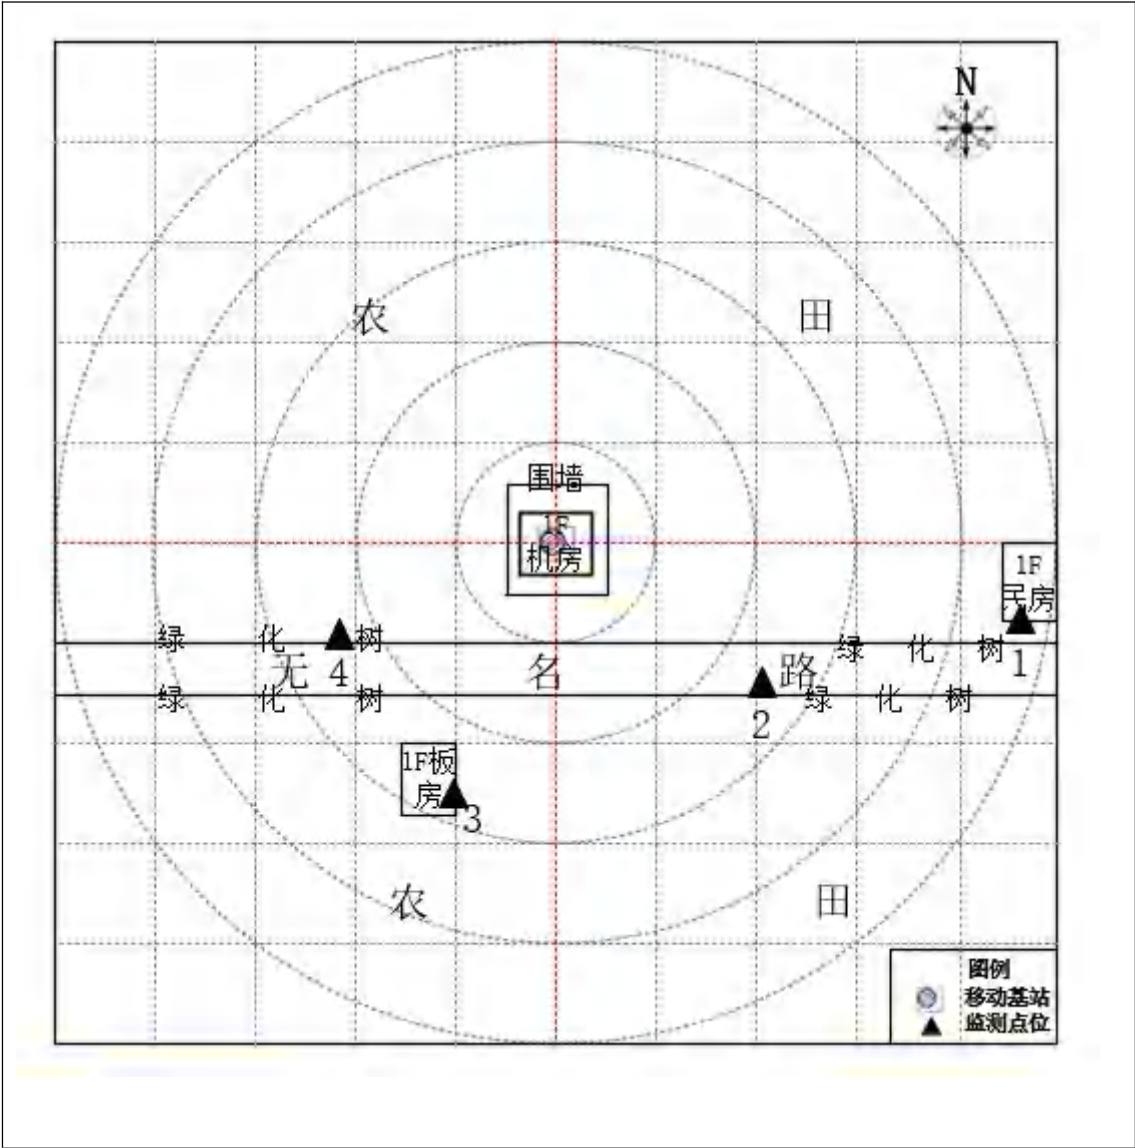 N
农 田
围墙
1F
机房
1F
民房
绿 化 树
绿 化 树
1
无 名 路
4
绿 化 树
绿 化 树
2
1F板
房
3
农 田
图例
移动基站
监测点位